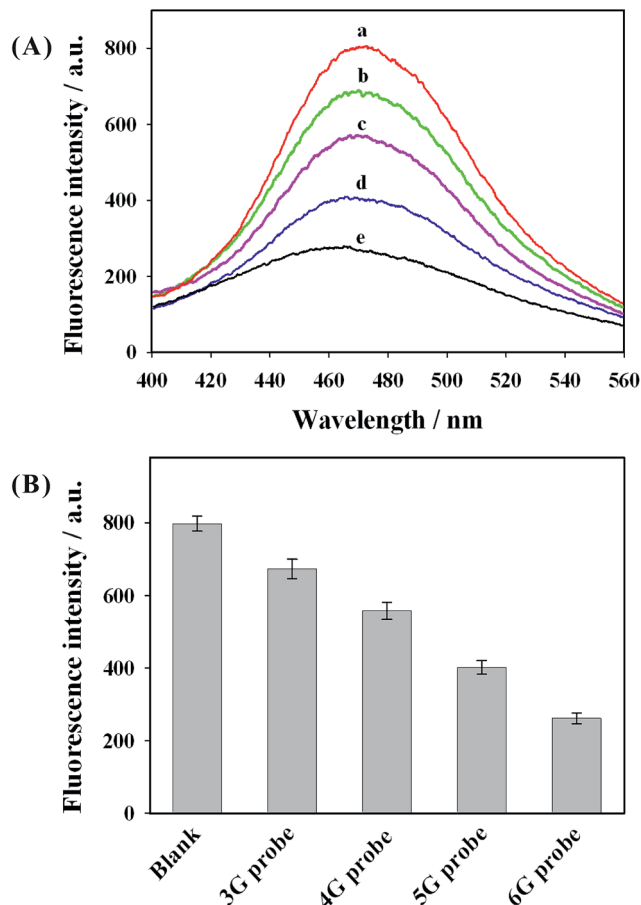 (A)
Fluorescence intensity / a.u.
800
600
400
200
0
a
b
c
d
e
400 420 440 460 480 500 520 540 560
Wavelength / nm
(B)
Fluorescence intensity / a.u.
800
600
400
200
0
Blank
3G probe
4G probe
5G probe
6G probe